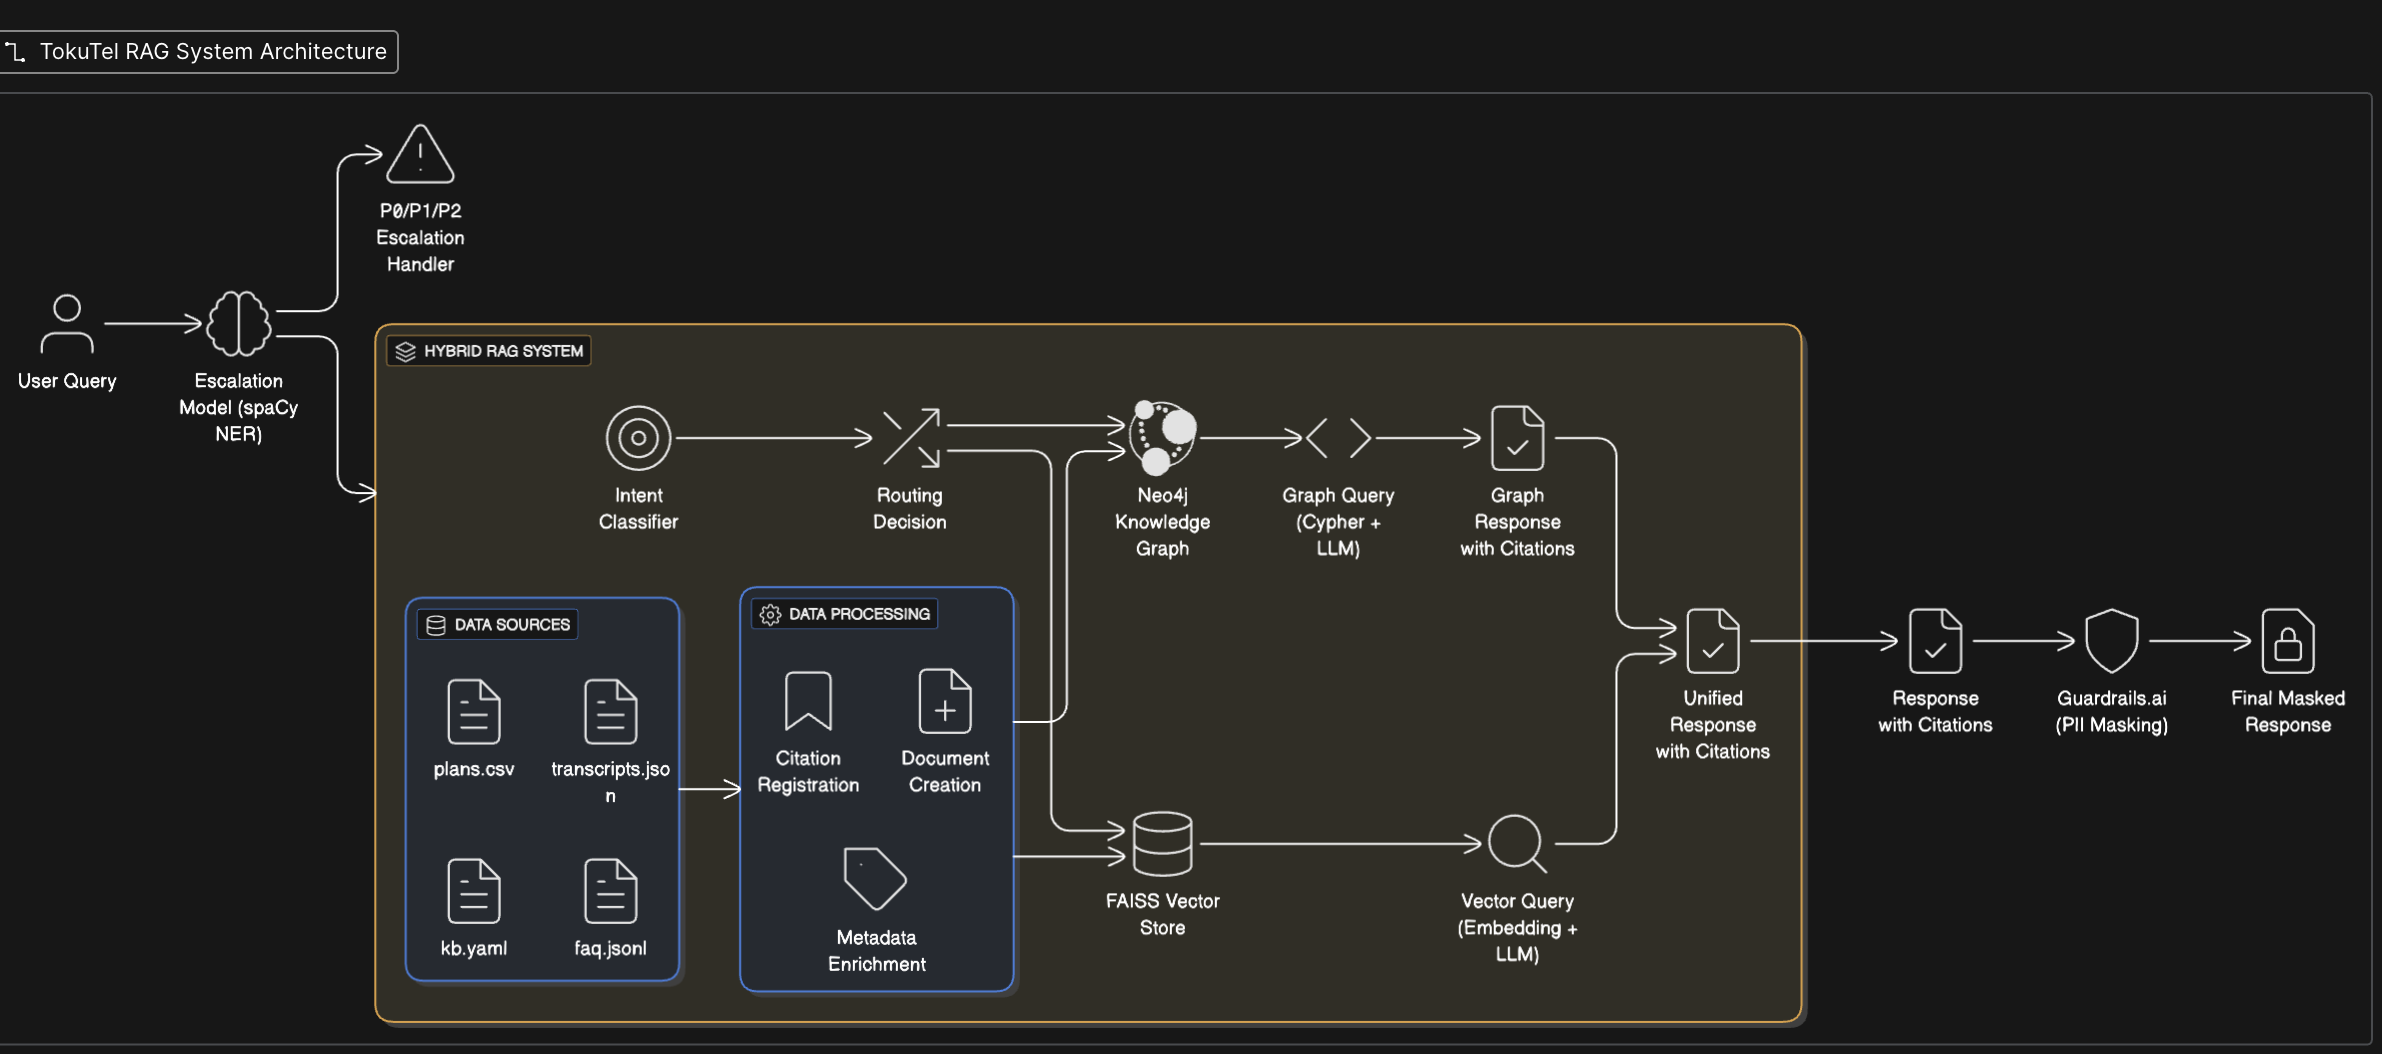 TokuTel RAG System Architecture
P0/P1/P2
Escalation
Handler
User Query
Escalation
Model (spaCy
NER)
HYBRID RAG SYSTEM
Intent
Classifier
Routing
Decision
Neo4j
Knowledge
Graph
Graph Query
(Cypher +
LLM)
Graph
Response
with Citations
DATA SOURCES
plans.csv
transcripts.jso
n
kb.yaml
faq.jsonl
DATA PROCESSING
Citation
Registration
Document
Creation
Metadata
Enrichment
FAISS Vector
Store
Vector Query
(Embedding +
LLM)
Unified
Response
with Citations
Response
with Citations
Guardrails.ai
(PII Masking)
Final Masked
Response